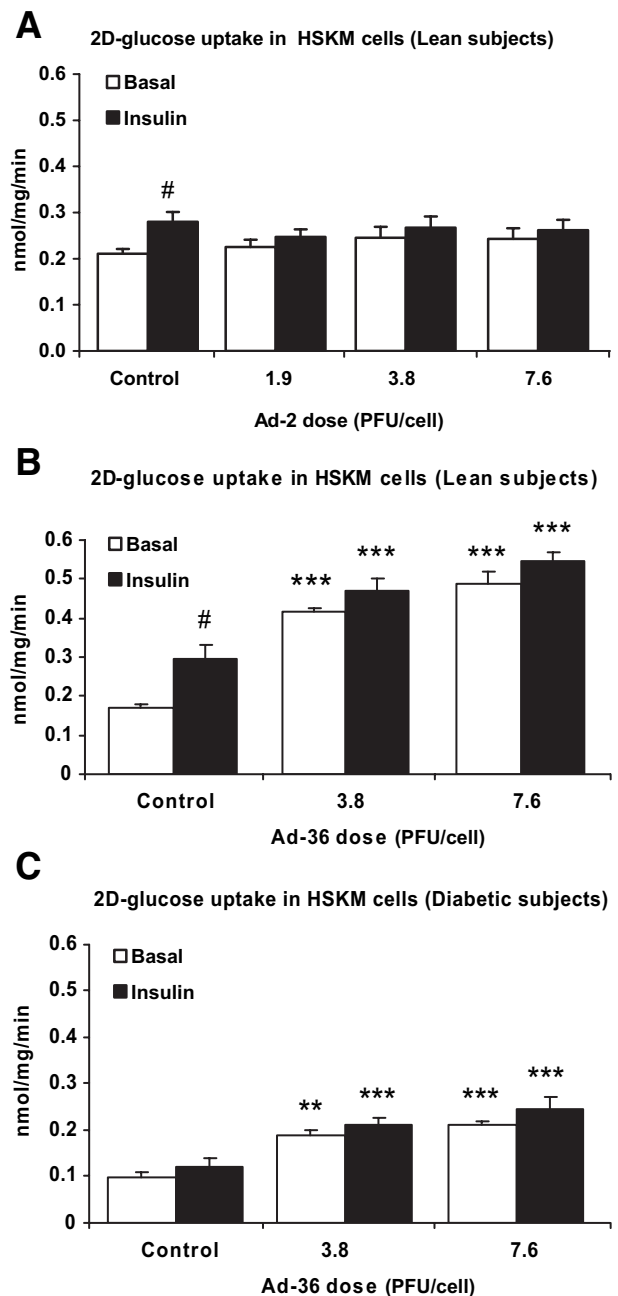 A
2D-glucose uptake in HSKM cells (Lean subjects)
0.6
Basal
0.5
Insulin
0.4
#
0.3
0.2
0.1
0.0
nmol/mg/min
Control 1.9 3.8 7.6
Ad-2 dose (PFU/cell)
B
2D-glucose uptake in HSKM cells (Lean subjects)
0.6
Basal
*** *** *** ***
0.5
Insulin
0.4
#
0.3
0.2
0.1
0
nmol/mg/min
Control 3.8 7.6
Ad-36 dose (PFU/cell)
C
2D-glucose uptake in HSKM cells (Diabetic subjects)
0.6
Basal
0.5
Insulin
0.4
0.3
** *** *** ***
0.2
0.1
0
nmol/mg/min
Control 3.8 7.6
Ad-36 dose (PFU/cell)